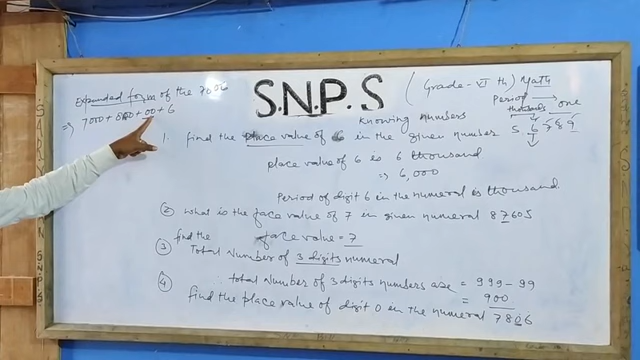 Expanded form of the 7806
⇒ 7000 + 800 + 00 + 6
S.N.P.S
(Grade-VI th) Math
knowing numbers
Period →
thousands one
5 6 7 8 9
1. find the place value of 6 in the given number
place value of 6 is 6 thousand
⇒ 6,000
Period of digit 6 in the numeral is thousand
② What is the face value of 7 in given numeral 87605
face value = 7
③ find the Total Number of 3 digits numeral
∴ total Number of 3 digits numbers are = 999 - 99
= 900
④ find the place value of digit 0 in the numeral 7806
SNPS